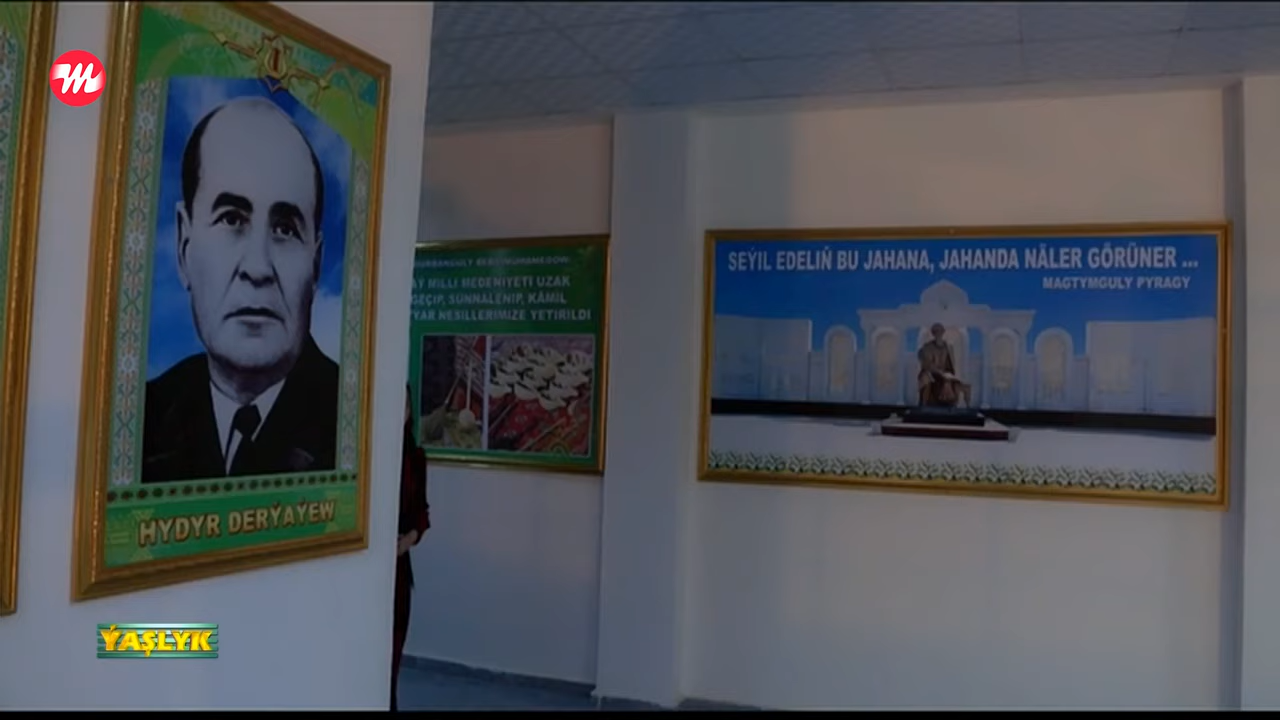 HYDYR DERÝAÝEW
MILLI MEDENIÝETI UZAK
GEÇIP, SÜNNÄLENIP, KÄMIL
NESILLERIMIZE ÝETIRILDI
SEÝIL EDELIŇ BU JAHANA, JAHANDA NÄLER GÖRÜNER ...
MAGTYMGULY PYRAGY
ÝAŞLYK